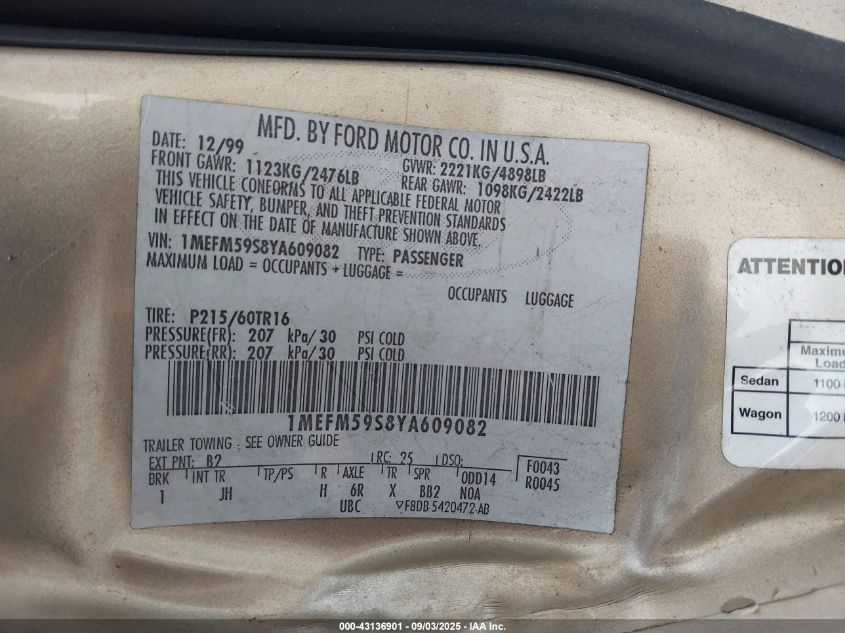 MFD. BY FORD MOTOR CO. IN U.S.A.
DATE: 12/99 GVWR: 2221KG/4898LB
FRONT GAWR: 1123KG/2476LB REAR GAWR: 1098KG/2422LB
THIS VEHICLE CONFORMS TO ALL APPLICABLE FEDERAL MOTOR
VEHICLE SAFETY, BUMPER, AND THEFT PREVENTION STANDARDS
IN EFFECT ON THE DATE OF MANUFACTURE SHOWN ABOVE.
VIN: 1MEFM59S8YA609082 TYPE: PASSENGER
MAXIMUM LOAD = OCCUPANTS + LUGGAGE =
OCCUPANTS LUGGAGE
TIRE: P215/60TR16
PRESSURE(FR): 207 kPa/30 PSI COLD
PRESSURE(RR): 207 kPa/30 PSI COLD
1MEFM59S8YA609082
TRAILER TOWING - SEE OWNER GUIDE
EXT PNT: B2 RC: 25 DSO: F0043
BRK INT TR TP/PS R AXLE TR SPR ODD14 R0045
1 JH H 6R X BB2 NOA
UBC F8DB-5420472-AB
ATTENTION
Maximu
Load
Sedan 1100
Wagon 1200
000-43136901 - 09/03/2025 - IAA Inc.